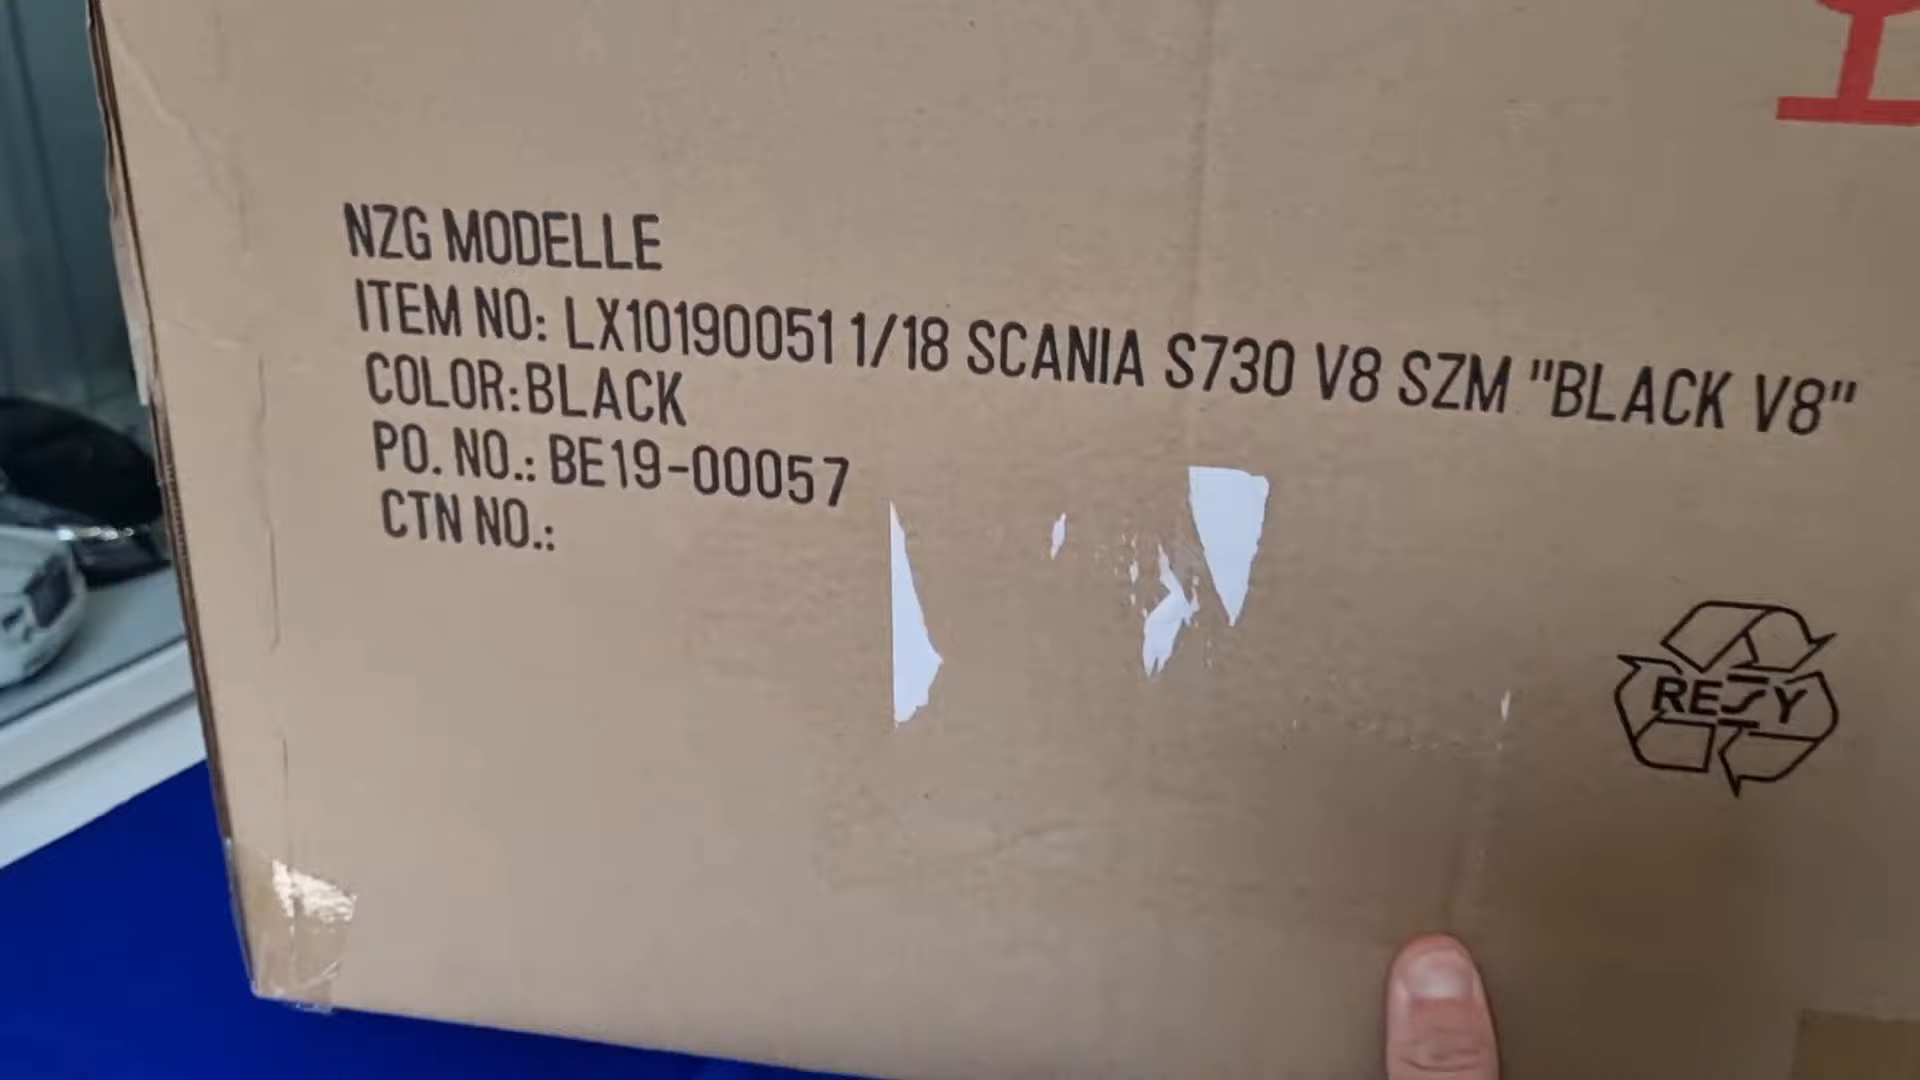 NZG MODELLE
ITEM NO: LX10190051 1/18 SCANIA S730 V8 SZM "BLACK V8"
COLOR:BLACK
PO. NO.: BE19-00057
CTN NO.:
RESY